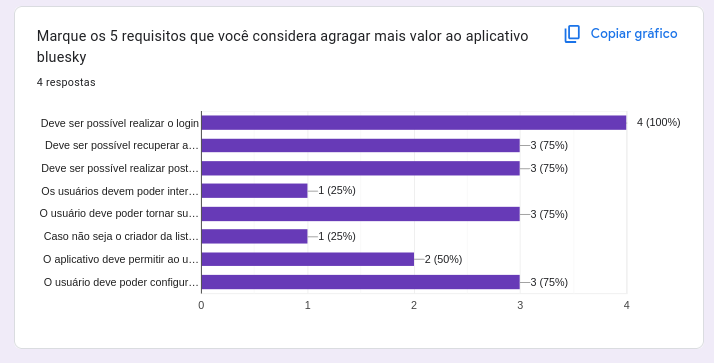 Marque os 5 requisitos que você considera agragar mais valor ao aplicativo
bluesky
Copiar gráfico
4 respostas
Deve ser possível realizar o login
4 (100%)
Deve ser possível recuperar a…
3 (75%)
Deve ser possível realizar post…
3 (75%)
Os usuários devem poder inter…
1 (25%)
O usuário deve poder tornar su…
3 (75%)
Caso não seja o criador da list…
1 (25%)
O aplicativo deve permitir ao u…
2 (50%)
O usuário deve poder configur…
3 (75%)
0 1 2 3 4